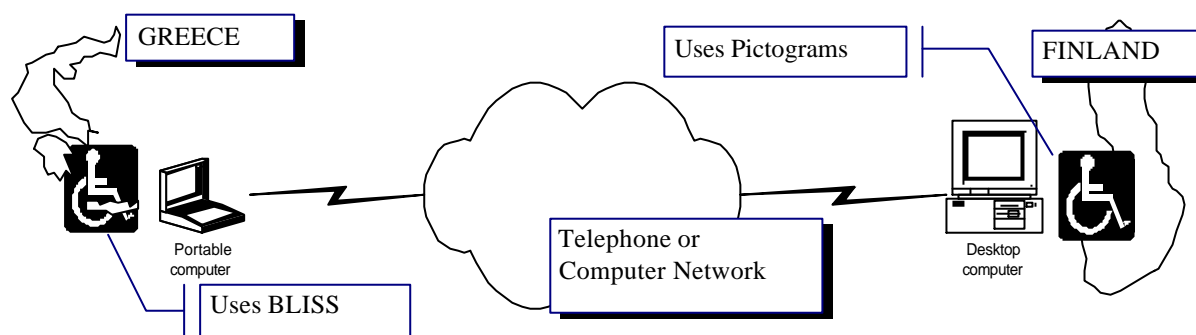 GREECE
Uses Pictograms
FINLAND
Portable
computer
Telephone or
Computer Network
Desktop
computer
Uses BLISS